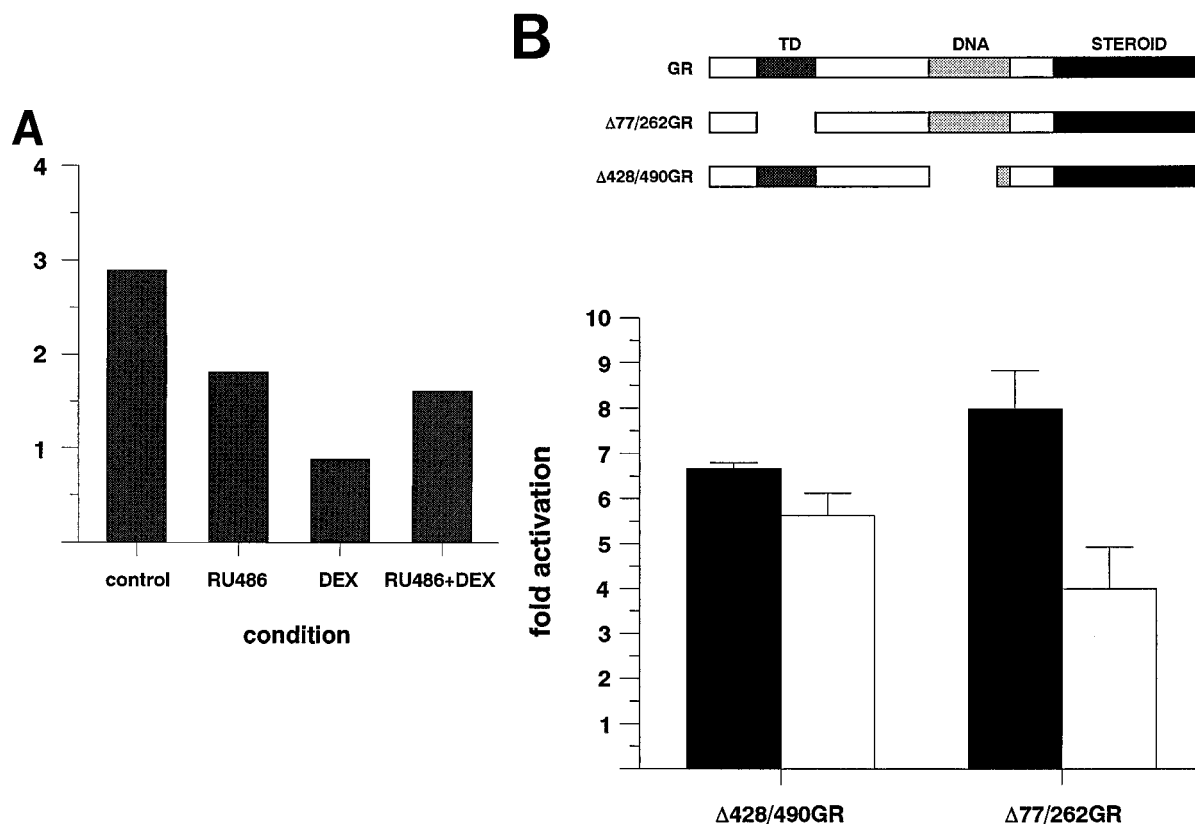 A
4
3
2
1
control RU486 DEX RU486+DEX
condition
B
TD DNA STEROID
GR
Δ77/262GR
Δ428/490GR
fold activation
10
9
8
7
6
5
4
3
2
1
Δ428/490GR Δ77/262GR